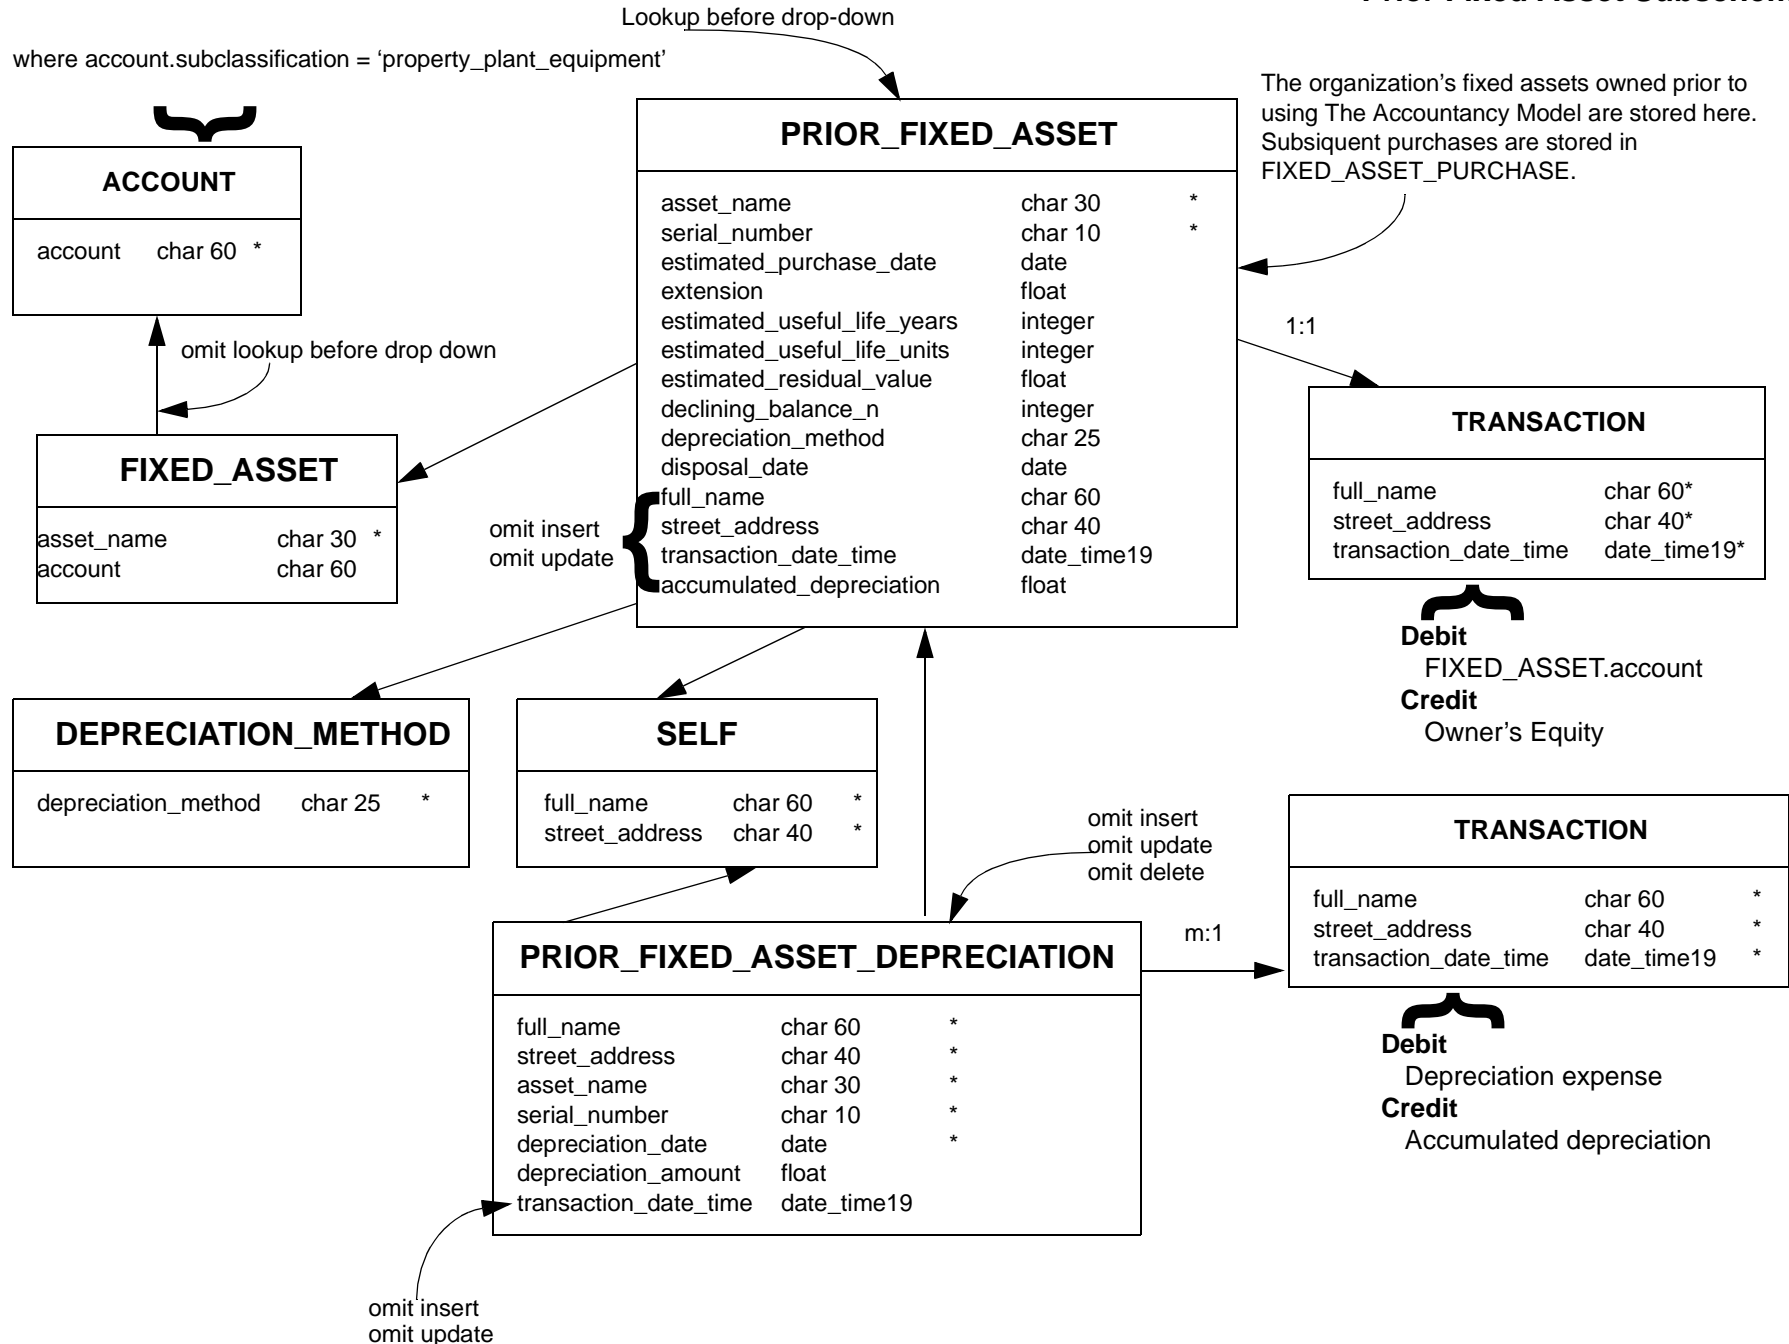 Prior Fixed Asset
Lookup before drop-down
where account.subclassification = ‘property_plant_equipment’
The organization’s fixed assets owned prior to
using The Accountancy Model are stored here.
Subsiquent purchases are stored in
FIXED_ASSET_PURCHASE.
PRIOR_FIXED_ASSET
asset_name char 30 *
serial_number char 10 *
estimated_purchase_date date
extension float
estimated_useful_life_years integer
estimated_useful_life_units integer
estimated_residual_value float
declining_balance_n integer
depreciation_method char 25
disposal_date date
full_name char 60
street_address char 40
transaction_date_time date_time19
accumulated_depreciation float
omit insert
omit update
ACCOUNT
account char 60 *
omit lookup before drop down
FIXED_ASSET
asset_name char 30 *
account char 60
1:1
TRANSACTION
full_name char 60*
street_address char 40*
transaction_date_time date_time19*
Debit
FIXED_ASSET.account
Credit
Owner’s Equity
DEPRECIATION_METHOD
depreciation_method char 25 *
SELF
full_name char 60 *
street_address char 40 *
omit insert
omit update
omit delete
PRIOR_FIXED_ASSET_DEPRECIATION
full_name char 60 *
street_address char 40 *
asset_name char 30 *
serial_number char 10 *
depreciation_date date *
depreciation_amount float
transaction_date_time date_time19
m:1
TRANSACTION
full_name char 60 *
street_address char 40 *
transaction_date_time date_time19 *
Debit
Depreciation expense
Credit
Accumulated depreciation
omit insert
omit update